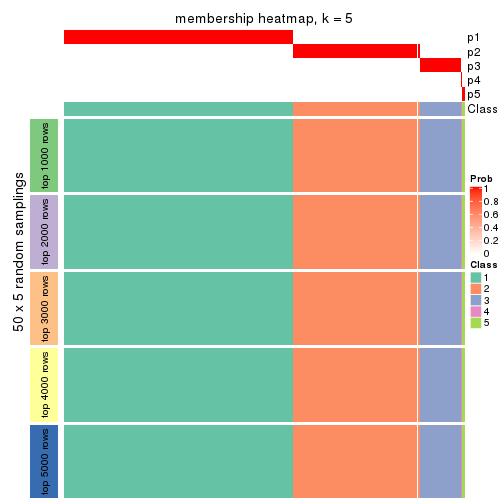 membership heatmap, k = 5
p1
p2
p3
p4
p5
Class
50 x 5 random samplings
top 1000 rows
top 2000 rows
top 3000 rows
top 4000 rows
top 5000 rows
Prob
1
0.8
0.6
0.4
0.2
0
Class
1
2
3
4
5